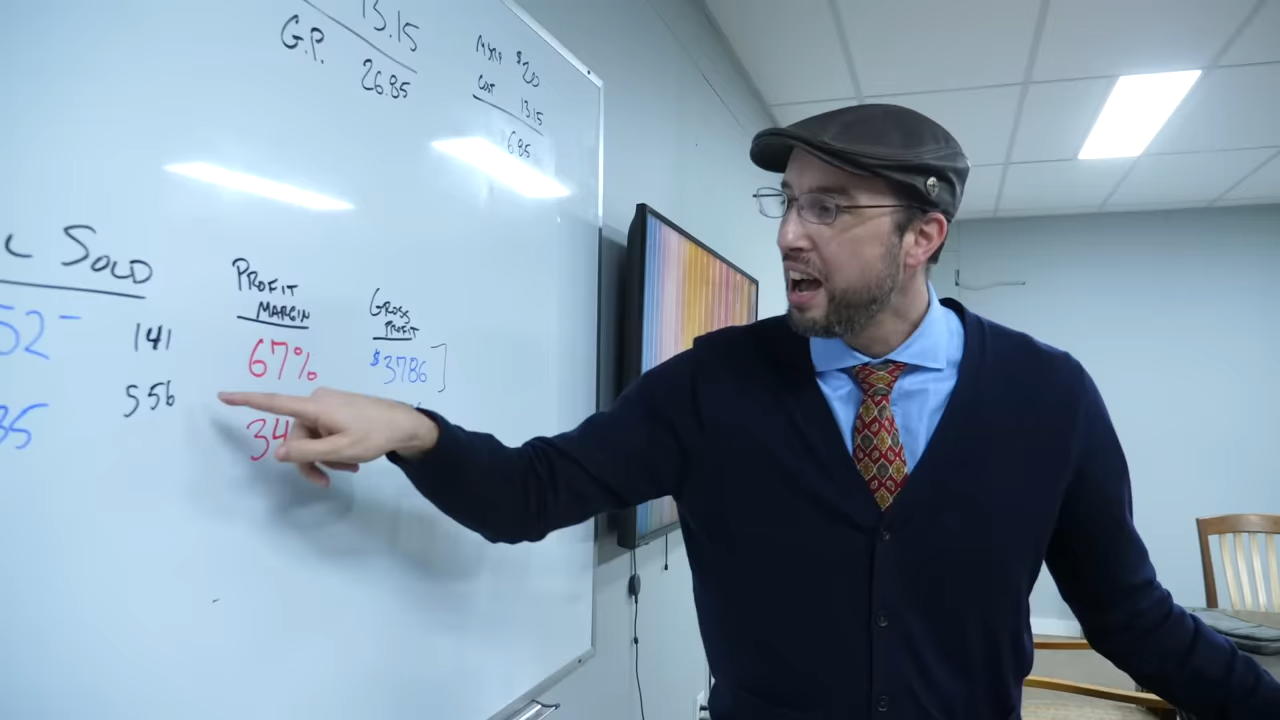 13.15
G.P. 26.85
MSRP $20
COST 13.15
6.85
SOLD
PROFIT
MARGIN
GROSS
PROFIT
52-
141
67%
$3786
556
35
34